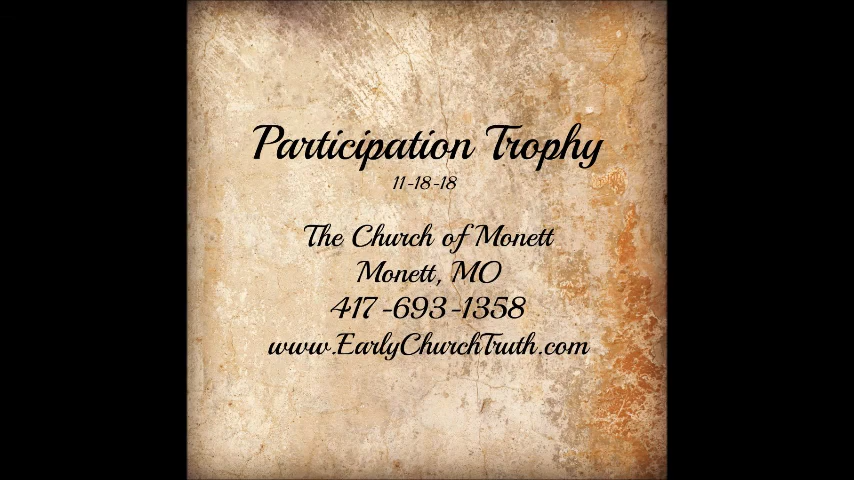 Participation Trophy
11-18-18
The Church of Monett
Monett, MO
417-693-1358
www.EarlyChurchTruth.com